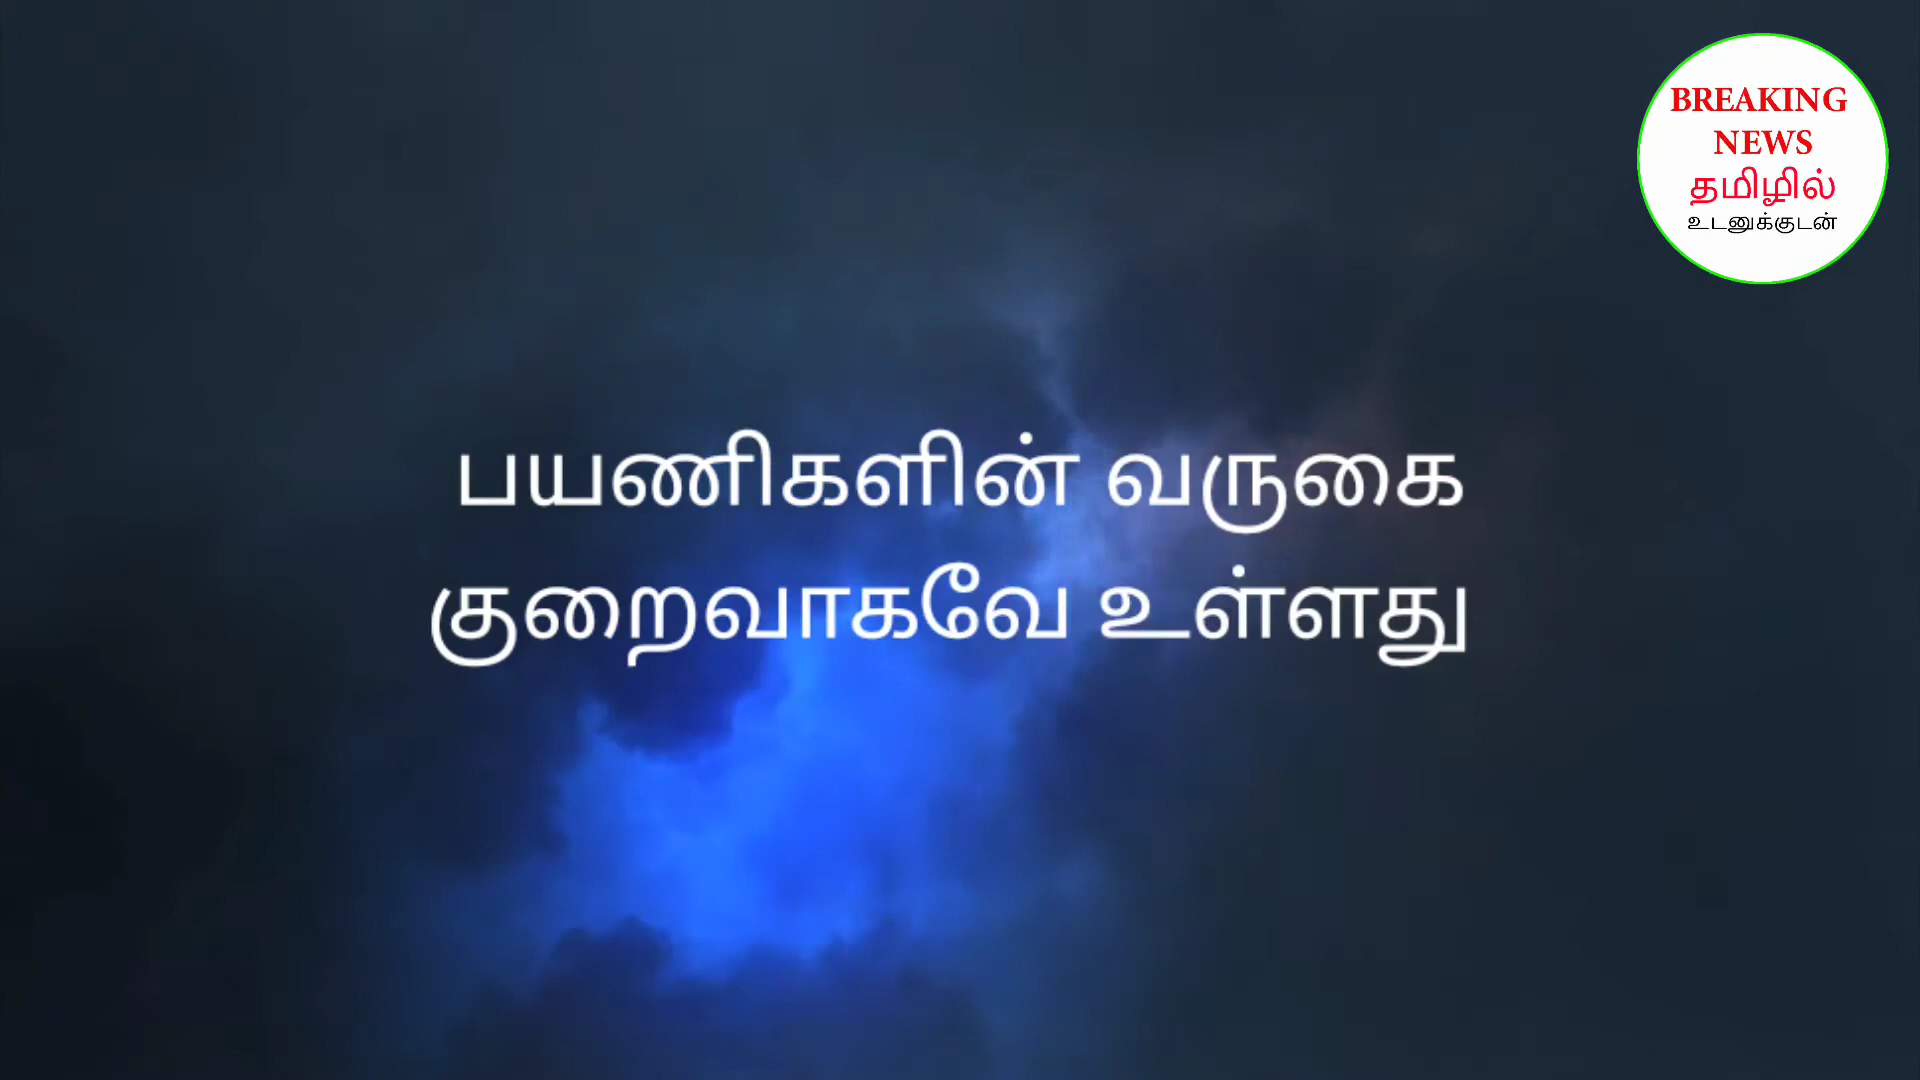 BREAKING
NEWS
தமிழில்
உடனுக்குடன்
பயணிகளின் வருகை
குறைவாகவே உள்ளது